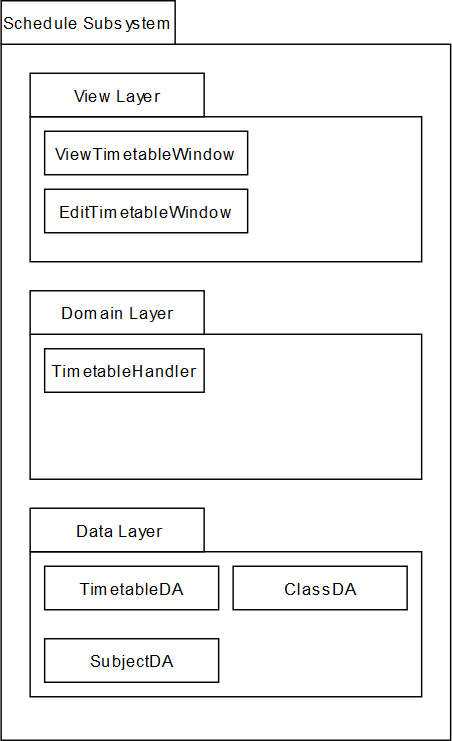 Schedule Subsystem
View Layer
ViewTimetableWindow
EditTimetableWindow
Domain Layer
TimetableHandler
Data Layer
TimetableDA
ClassDA
SubjectDA